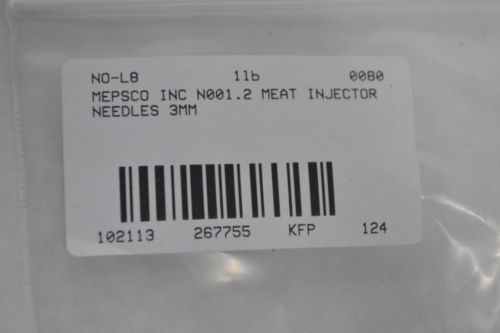 NO-L8 1lb 0080
MEPSCO INC N001.2 MEAT INJECTOR
NEEDLES 3MM
102113 267755 KFP 124